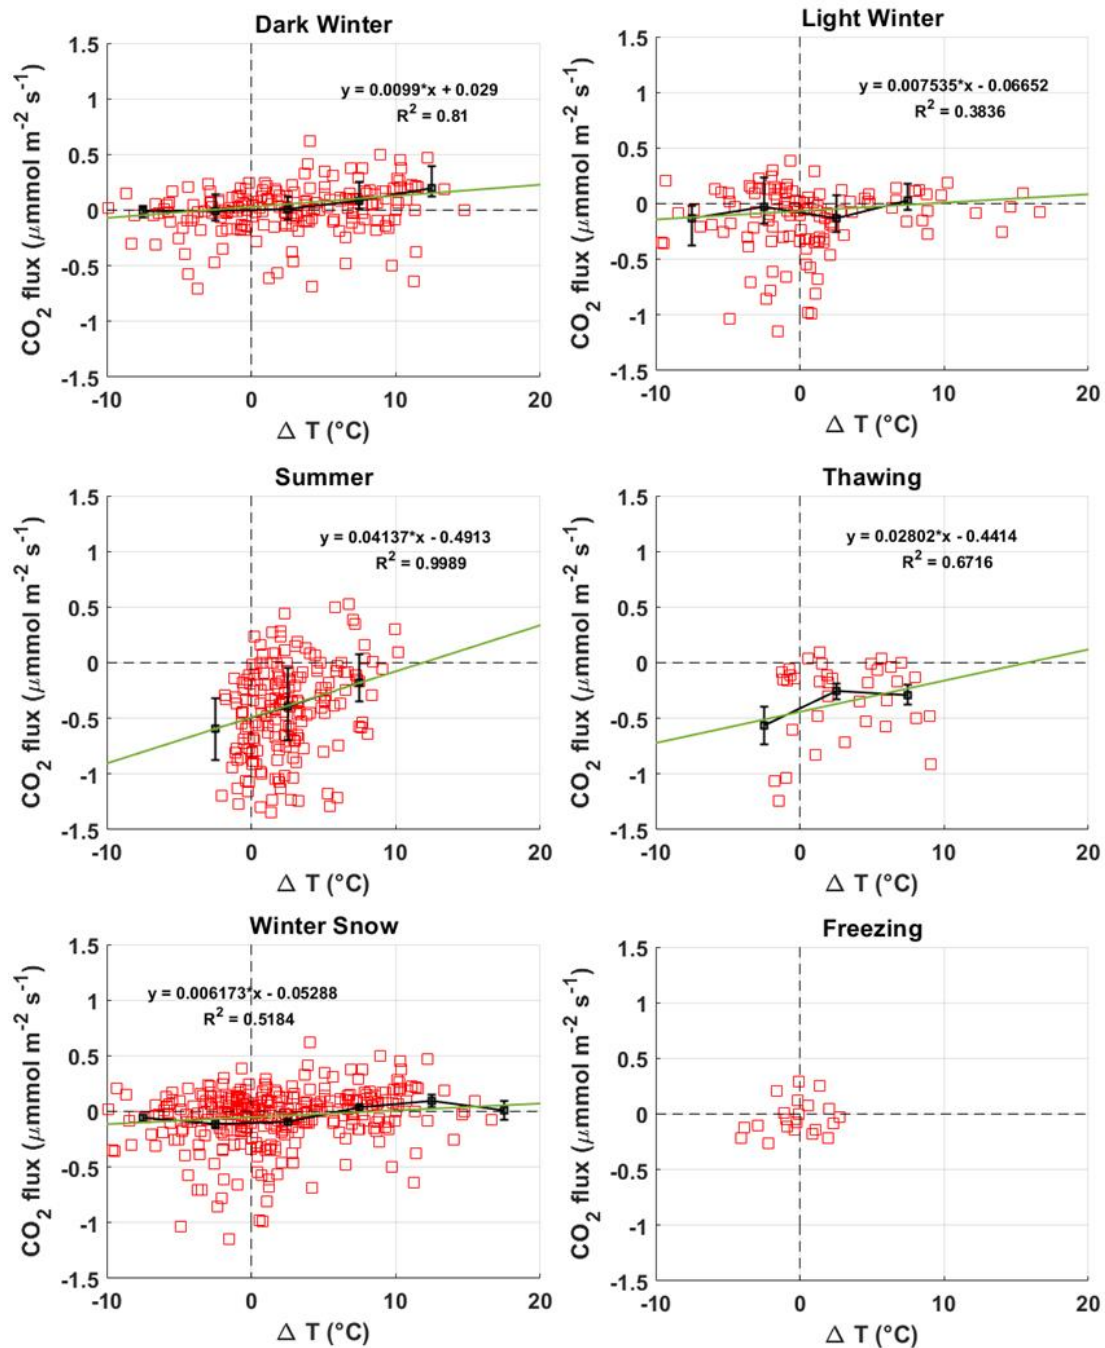 Dark Winter
1.5
1
0.5
0
-0.5
-1
-1.5
y = 0.0099*x + 0.029
R² = 0.81
-10 0 10 20
Δ T (°C)
CO₂ flux (μmmol m⁻² s⁻¹)
Light Winter
1.5
1
0.5
0
-0.5
-1
-1.5
y = 0.007535*x - 0.06652
R² = 0.3836
-10 0 10 20
Δ T (°C)
CO₂ flux (μmmol m⁻² s⁻¹)
Summer
1.5
1
0.5
0
-0.5
-1
-1.5
y = 0.04137*x - 0.4913
R² = 0.9989
-10 0 10 20
Δ T (°C)
CO₂ flux (μmmol m⁻² s⁻¹)
Thawing
1.5
1
0.5
0
-0.5
-1
-1.5
y = 0.02802*x - 0.4414
R² = 0.6716
-10 0 10 20
Δ T (°C)
CO₂ flux (μmmol m⁻² s⁻¹)
Winter Snow
1.5
1
0.5
0
-0.5
-1
-1.5
y = 0.006173*x - 0.05288
R² = 0.5184
-10 0 10 20
Δ T (°C)
CO₂ flux (μmmol m⁻² s⁻¹)
Freezing
1.5
1
0.5
0
-0.5
-1
-1.5
-10 0 10 20
Δ T (°C)
CO₂ flux (μmmol m⁻² s⁻¹)